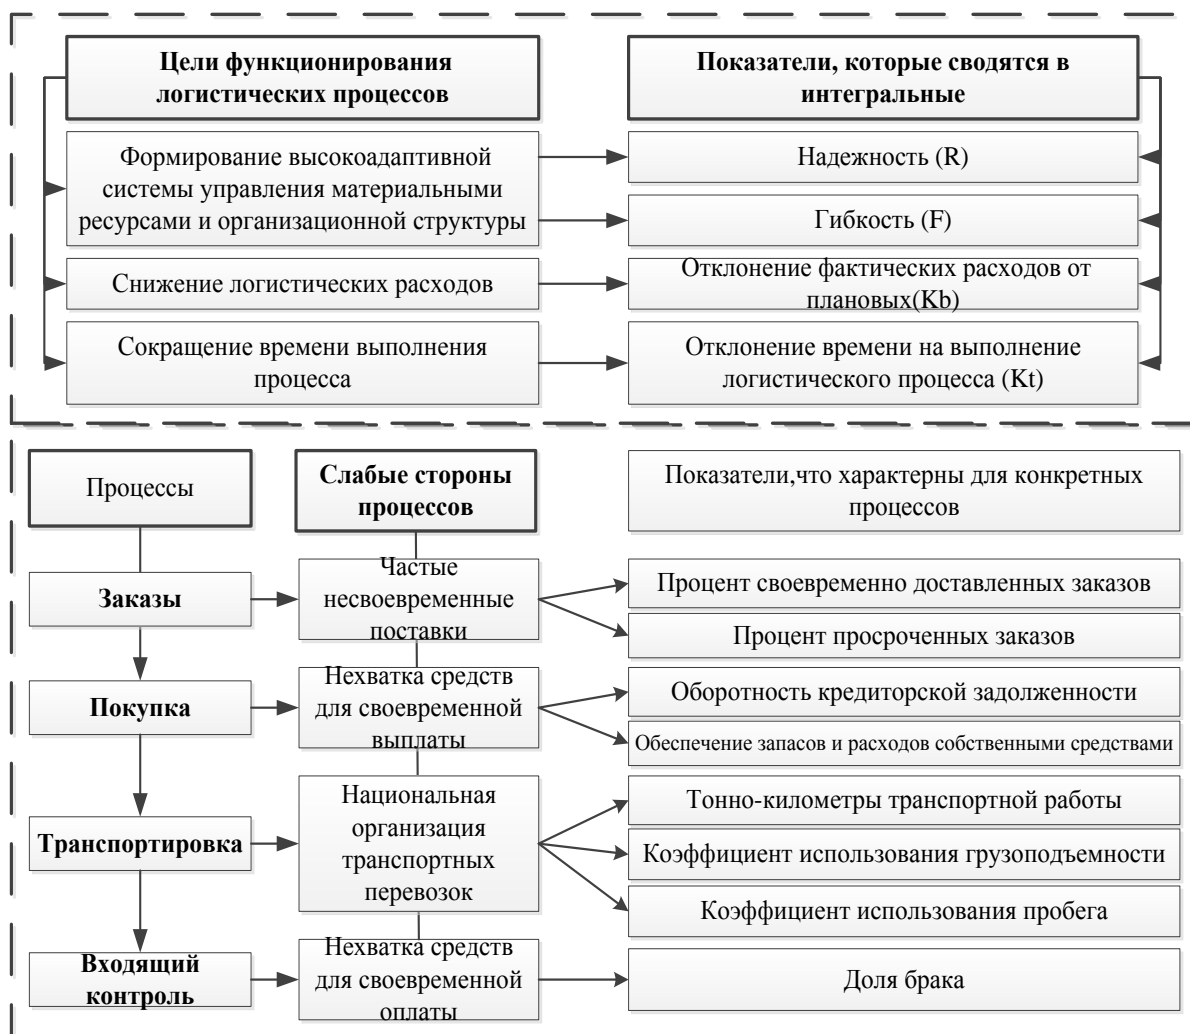 Цели функционирования
логистических процессов
Показатели, которые сводятся в
интегральные
Формирование высокоадаптивной
системы управления материальными
ресурсами и организационной структуры
Надежность (R)
Гибкость (F)
Снижение логистических расходов
Отклонение фактических расходов от
плановых(Kb)
Сокращение времени выполнения
процесса
Отклонение времени на выполнение
логистического процесса (Kt)
Процессы
Слабые стороны
процессов
Показатели,что характерны для конкретных
процессов
Заказы
Частые
несвоевременные
поставки
Процент своевременно доставленных заказов
Процент просроченных заказов
Покупка
Нехватка средств
для своевременной
выплаты
Оборотность кредиторской задолженности
Обеспечение запасов и расходов собственными средствами
Транспортировка
Национальная
организация
транспортных
перевозок
Тонно-километры транспортной работы
Коэффициент использования грузоподъемности
Коэффициент использования пробега
Входящий
контроль
Нехватка средств
для своевременной
оплаты
Доля брака